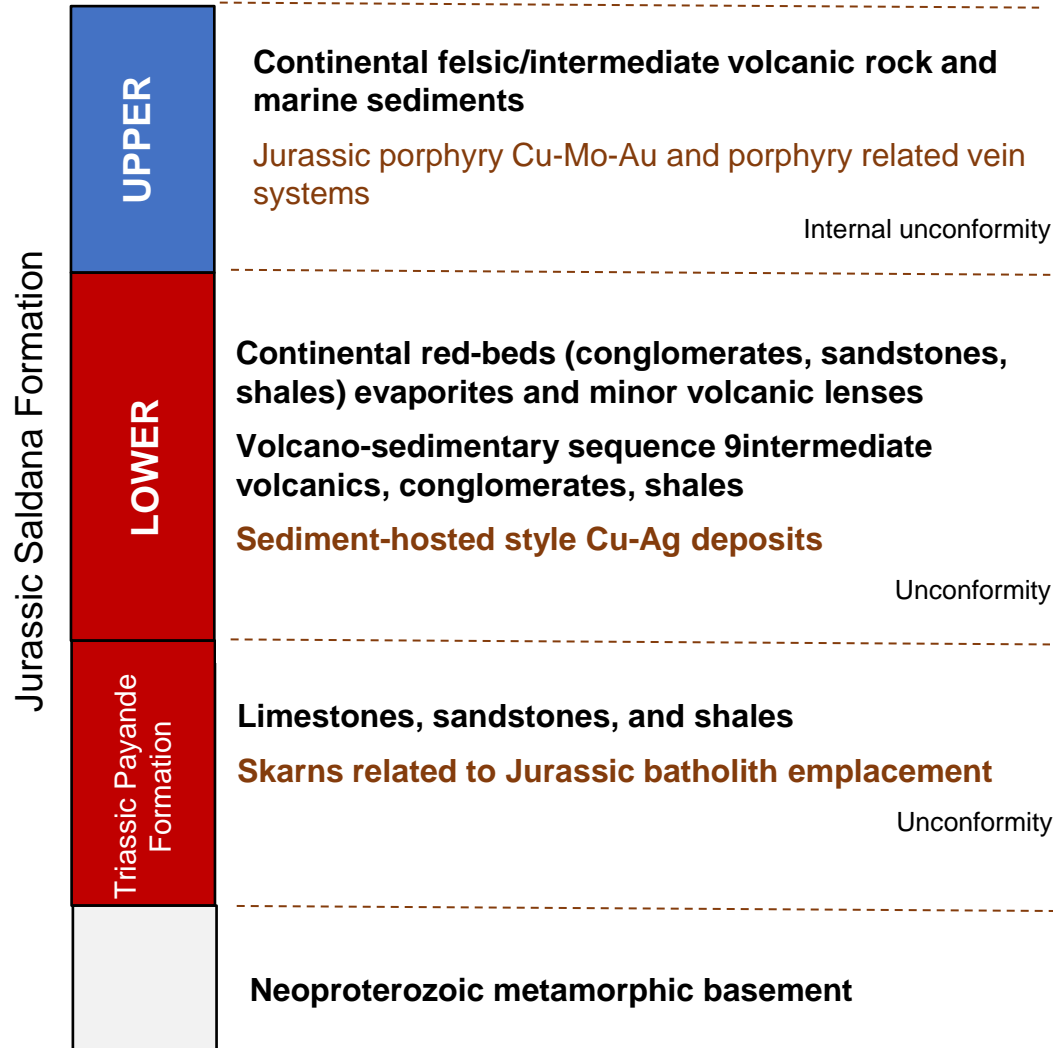 Jurassic Saldana Formation
UPPER
Continental felsic/intermediate volcanic rock and
marine sediments
Jurassic porphyry Cu-Mo-Au and porphyry related vein
systems
Internal unconformity
LOWER
Continental red-beds (conglomerates, sandstones,
shales) evaporites and minor volcanic lenses
Volcano-sedimentary sequence 9intermediate
volcanics, conglomerates, shales
Sediment-hosted style Cu-Ag deposits
Unconformity
Triassic Payande
Formation
Limestones, sandstones, and shales
Skarns related to Jurassic batholith emplacement
Unconformity
Neoproterozoic metamorphic basement